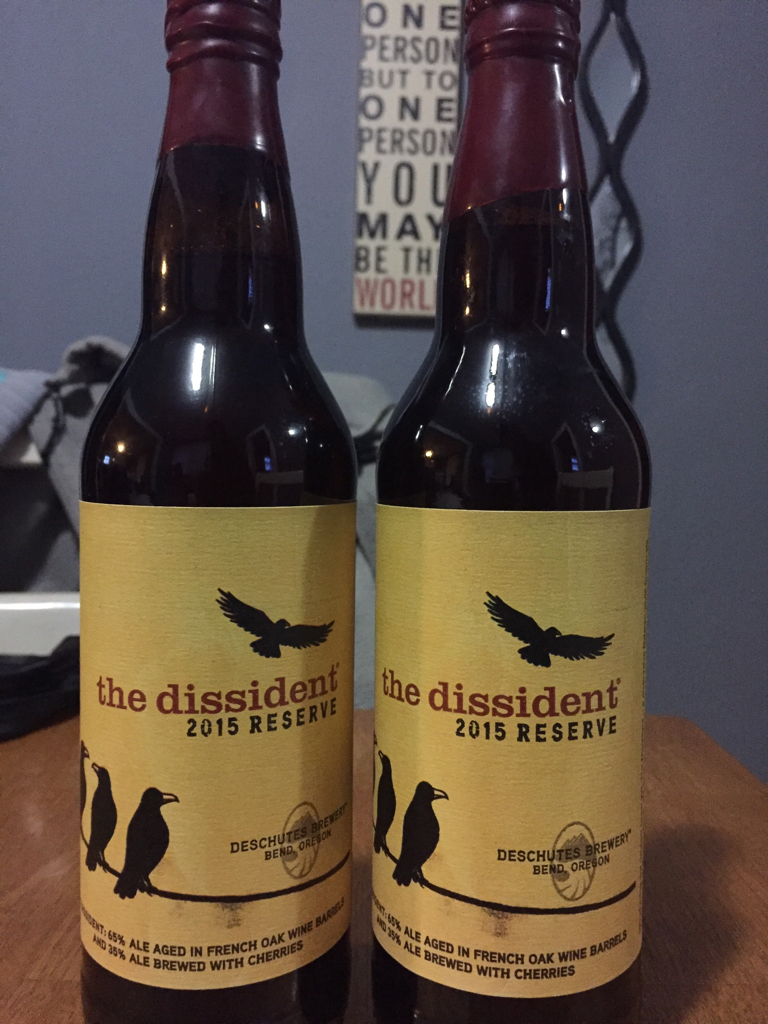 ONE
PERSON
BUT TO
ONE
PERSON
YOU
MAY
BE TH
WORL
the dissident
2015 RESERVE
DESCHUTES BREWERY
BEND, OREGON
65% ALE AGED IN FRENCH OAK WINE BARRELS
AND 35% ALE BREWED WITH CHERRIES
the dissident
2015 RESERVE
DESCHUTES BREWERY
BEND, OREGON
65% ALE AGED IN FRENCH OAK WINE BARRELS
AND 35% ALE BREWED WITH CHERRIES